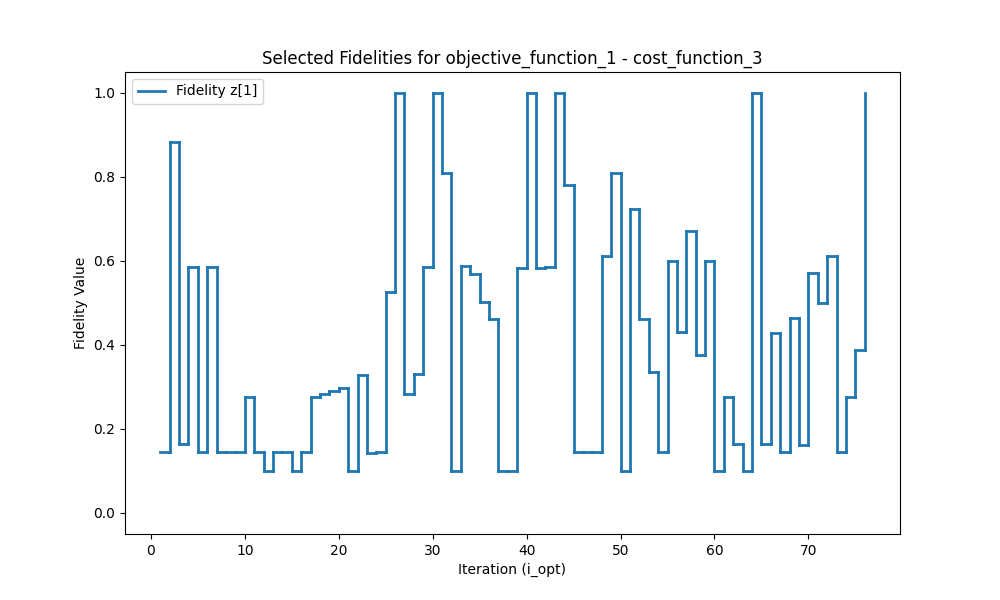 Selected Fidelities for objective_function_1 - cost_function_3
Fidelity z[1]
Fidelity Value
1.0
0.8
0.6
0.4
0.2
0.0
0 10 20 30 40 50 60 70
Iteration (i_opt)